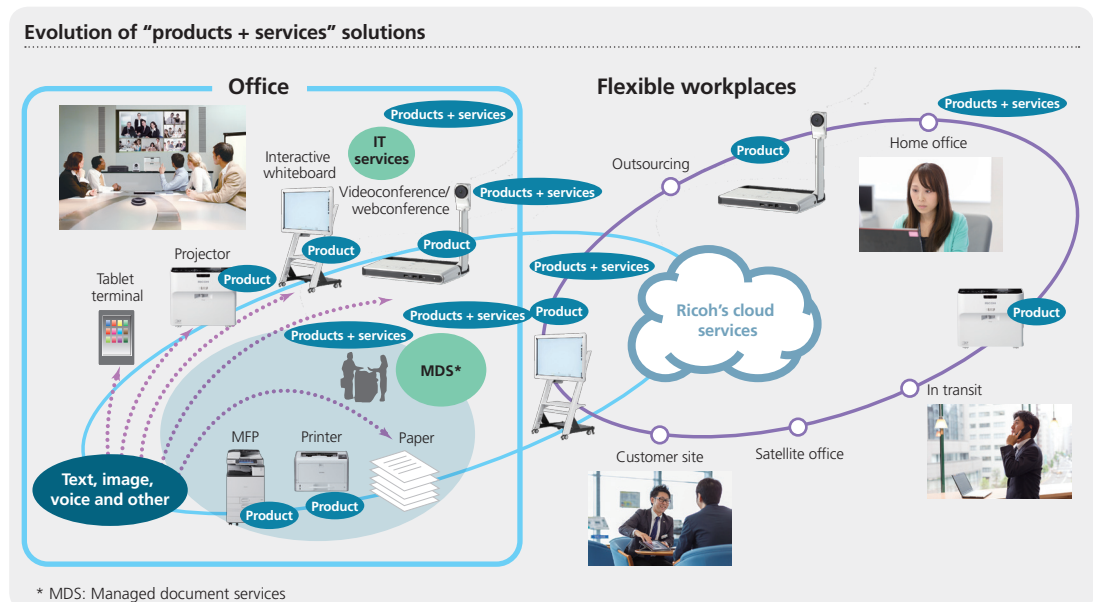 Evolution of “products + services” solutions
Office
Flexible workplaces
Products + services
Products + services
IT
services
Product
Home office
Interactive
whiteboard
Outsourcing
Videoconference/
webconference
Products + services
Product
Product
Projector
Product
Products + services
Tablet
terminal
Products + services
Product
Ricoh’s cloud
services
Product
Products + services
MDS*
In transit
MFP
Printer
Paper
Customer site
Satellite office
Text, image,
voice and other
Product
Product
* MDS: Managed document services